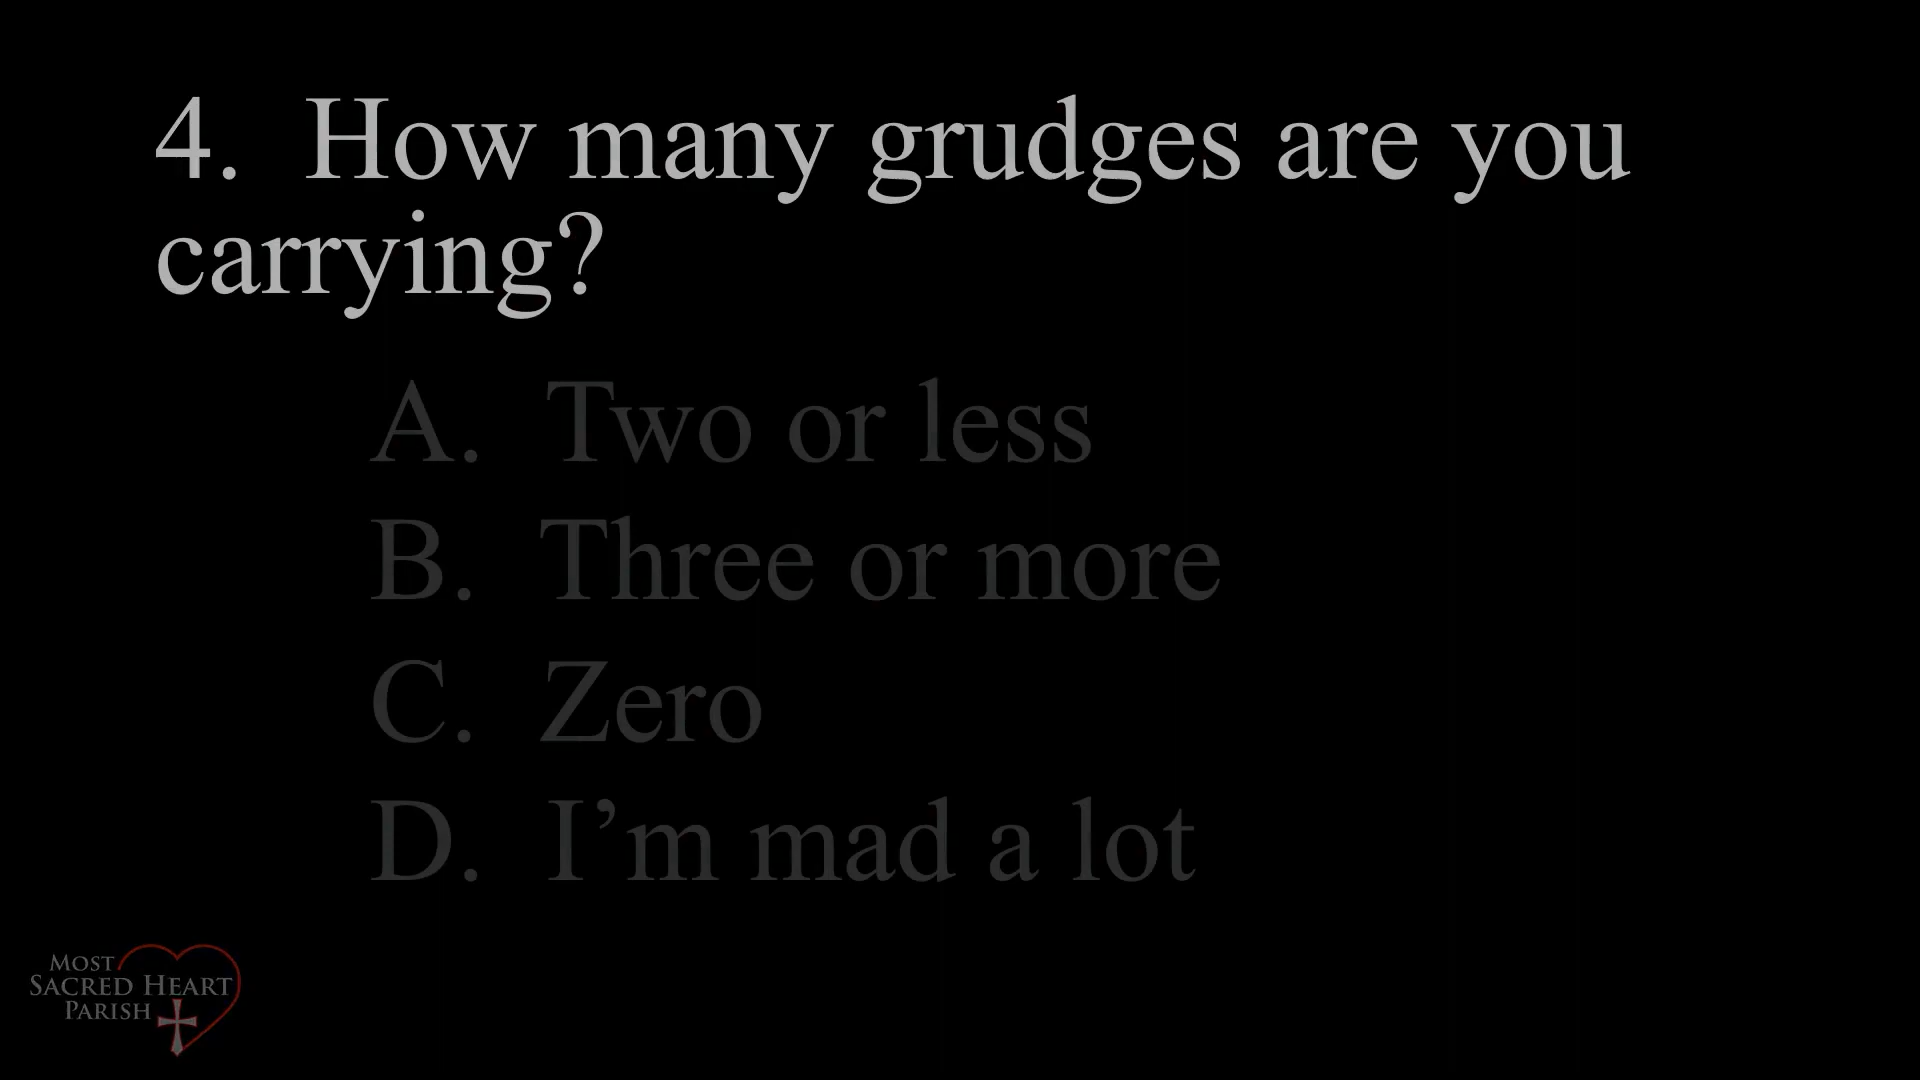 4. How many grudges are you
carrying?
A. Two or less
B. Three or more
C. Zero
D. I’m mad a lot
MOST
SACRED HEART
PARISH